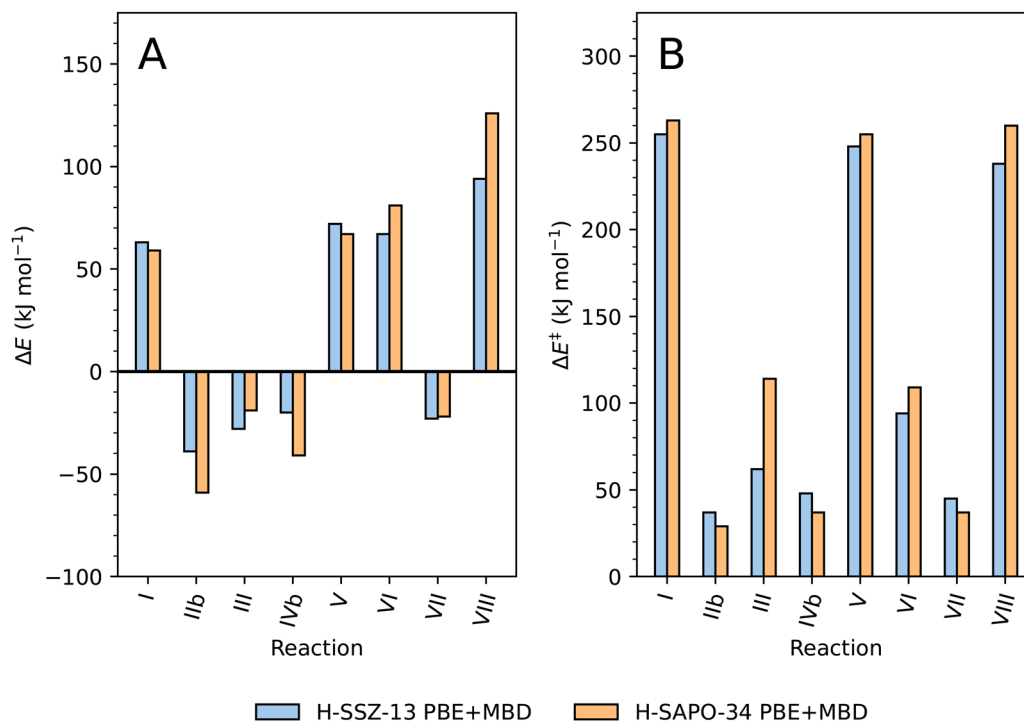 A
ΔE (kJ mol⁻¹)
150
100
50
0
−50
−100
I
IIb
III
IVb
V
VI
VII
VIII
Reaction
B
ΔE‡ (kJ mol⁻¹)
300
250
200
150
100
50
0
I
IIb
III
IVb
V
VI
VII
VIII
Reaction
H-SSZ-13 PBE+MBD
H-SAPO-34 PBE+MBD